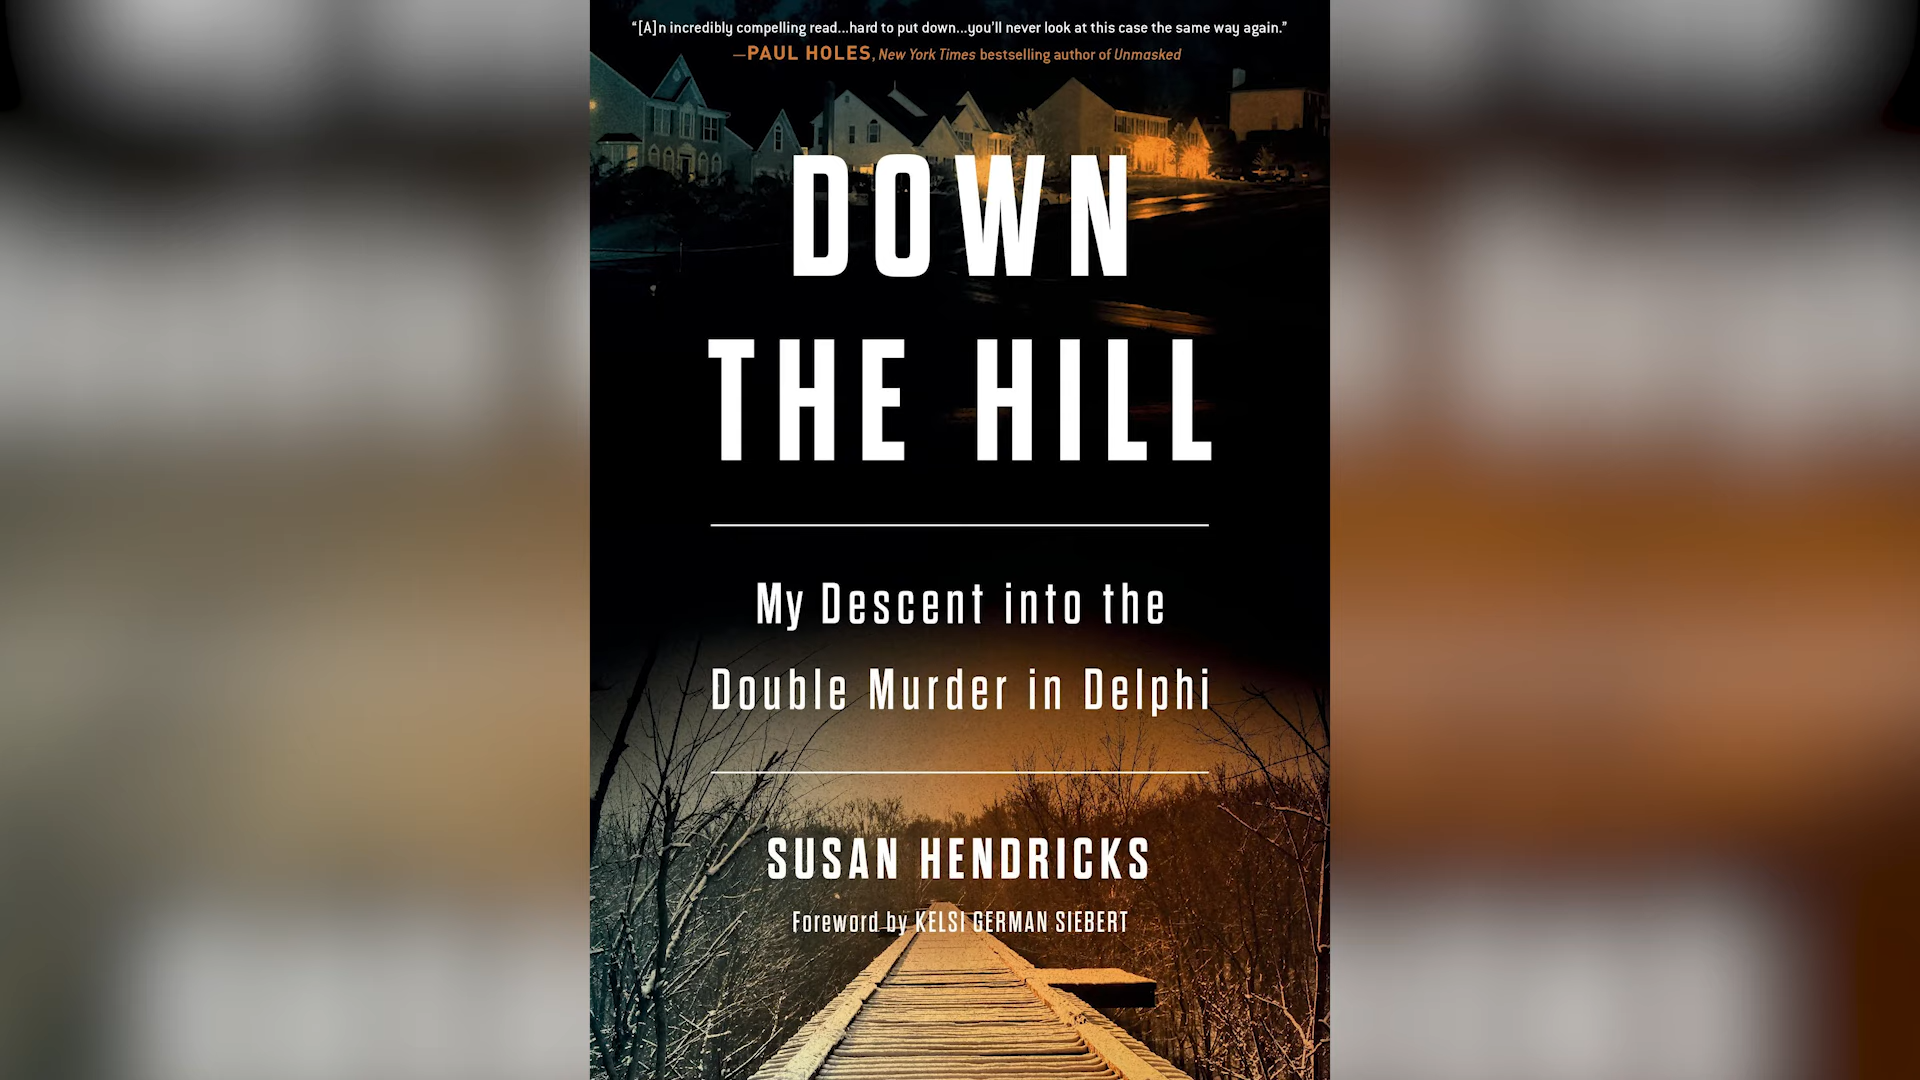 “[A]n incredibly compelling read...hard to put down...you’ll never look at this case the same way again.”
—PAUL HOLES, New York Times bestselling author of Unmasked
DOWN
THE HILL
My Descent into the
Double Murder in Delphi
SUSAN HENDRICKS
Foreword by KELSI GERMAN SIEBERT